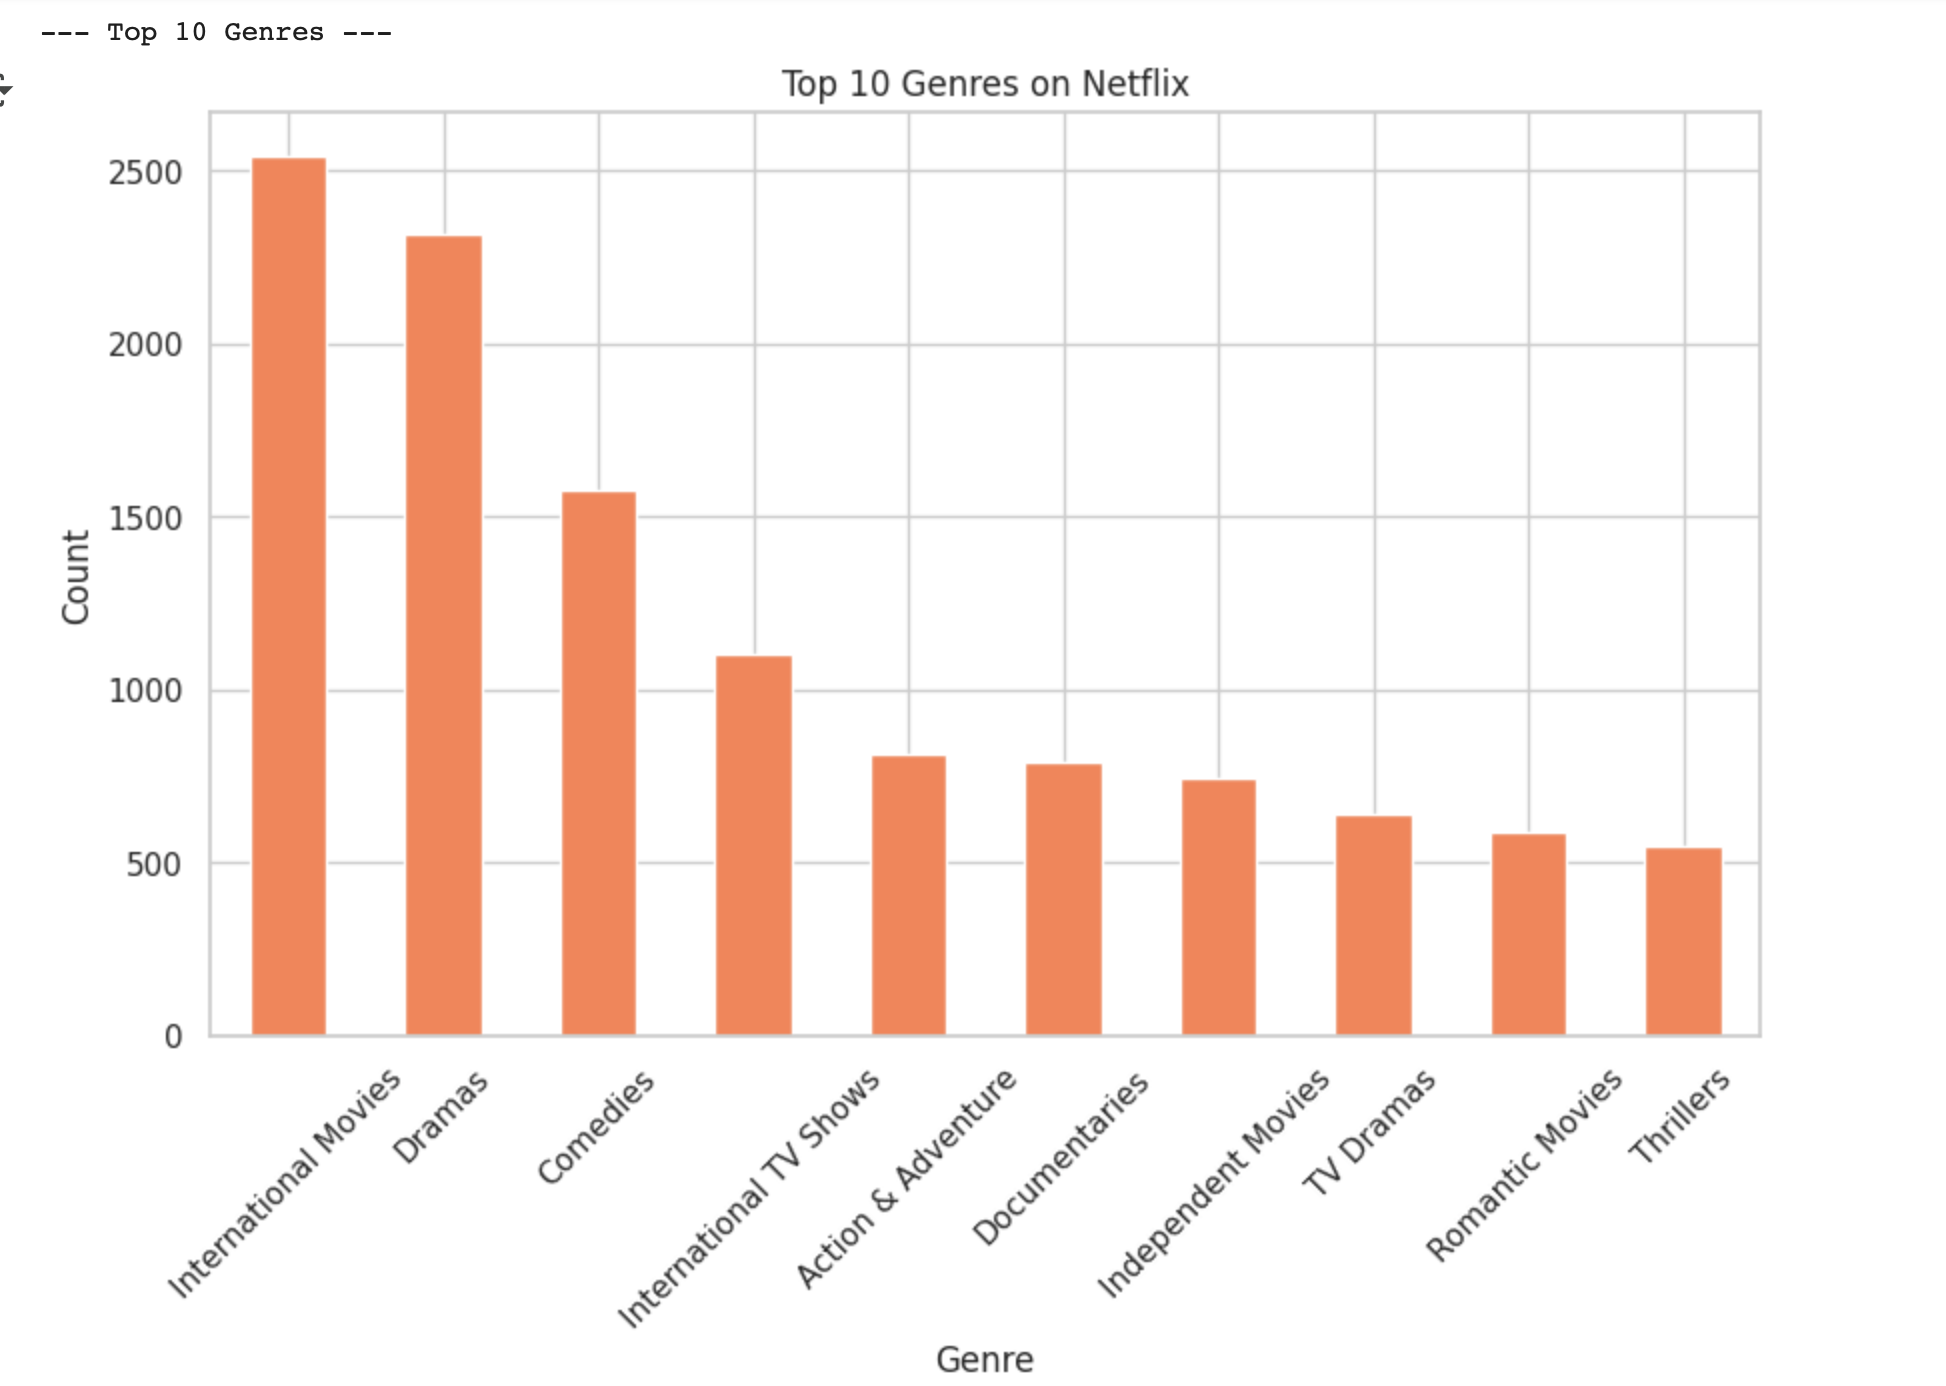 --- Top 10 Genres ---
Top 10 Genres on Netflix
2500
2000
1500
1000
500
0
Count
International Movies
Dramas
Comedies
International TV Shows
Action & Adventure
Documentaries
Independent Movies
TV Dramas
Romantic Movies
Thrillers
Genre